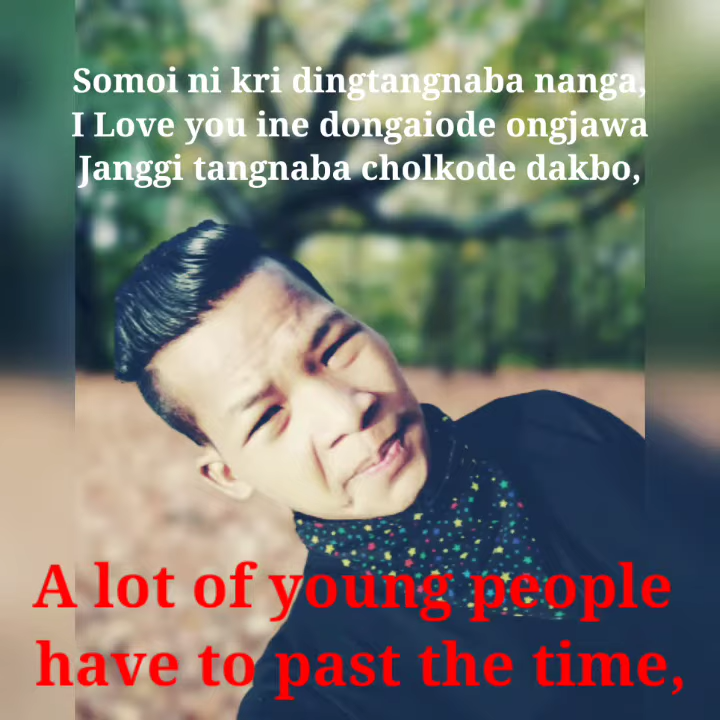 Somoi ni kri dingtangnaba nanga,
I Love you ine dongaiode ongjawa
Janggi tangnaba cholkode dakbo,
A lot of young people
have to past the time,